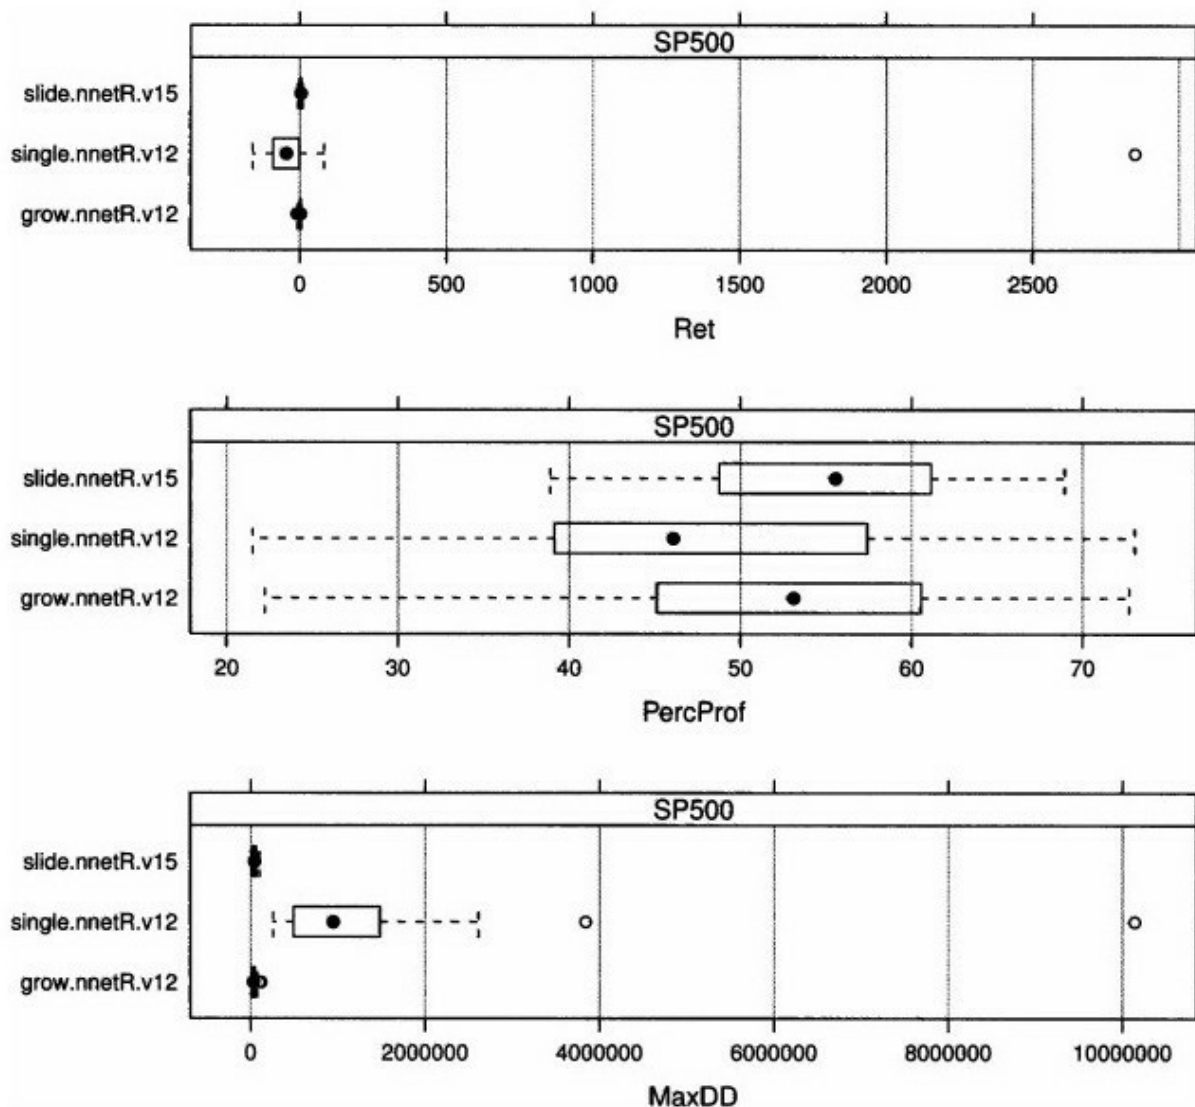 SP500
slide.nnetR.v15
single.nnetR.v12
grow.nnetR.v12
0 500 1000 1500 2000 2500
Ret
SP500
slide.nnetR.v15
single.nnetR.v12
grow.nnetR.v12
20 30 40 50 60 70
PercProf
SP500
slide.nnetR.v15
single.nnetR.v12
grow.nnetR.v12
0 2000000 4000000 6000000 8000000 10000000
MaxDD